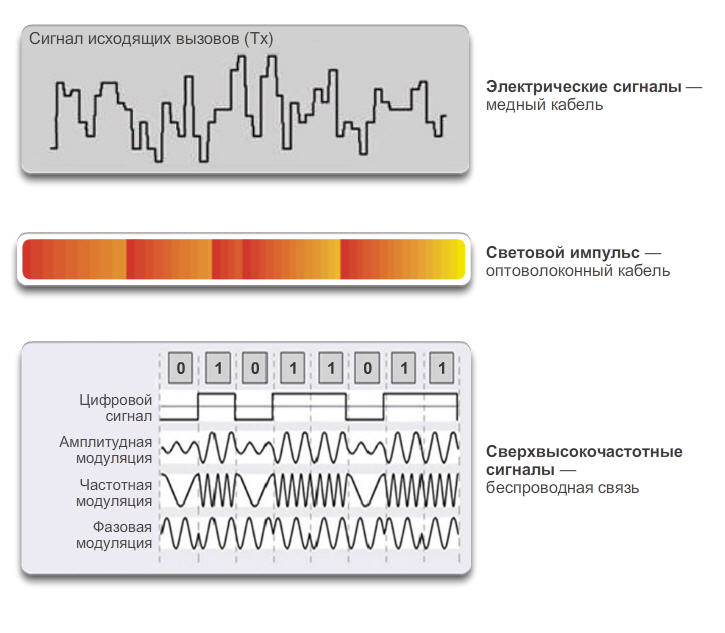 Сигнал исходящих вызовов (Tx)
Электрические сигналы —
медный кабель
Световой импульс —
оптоволоконный кабель
0 1 0 1 1 0 1 1
Цифровой
сигнал
Амплитудная
модуляция
Частотная
модуляция
Фазовая
модуляция
Сверхвысокочастотные
сигналы —
беспроводная связь